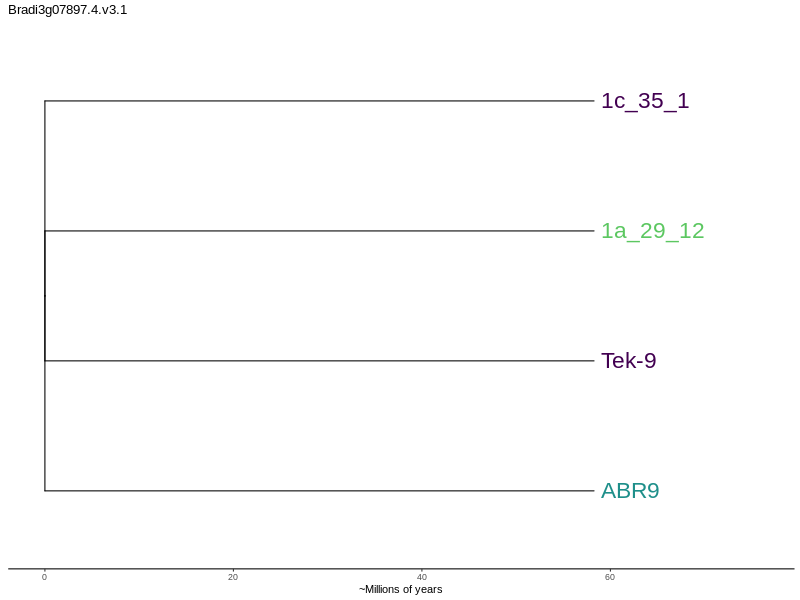 Bradi3g07897.4.v3.1
1c_35_1
1a_29_12
Tek-9
ABR9
0 20 40 60
~Millions of years